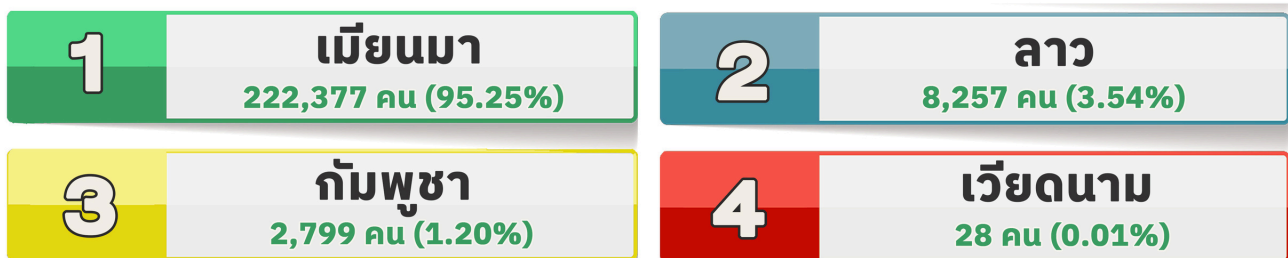 1
เมียนมา
222,377 คน (95.25%)
2
ลาว
8,257 คน (3.54%)
3
กัมพูชา
2,799 คน (1.20%)
4
เวียดนาม
28 คน (0.01%)